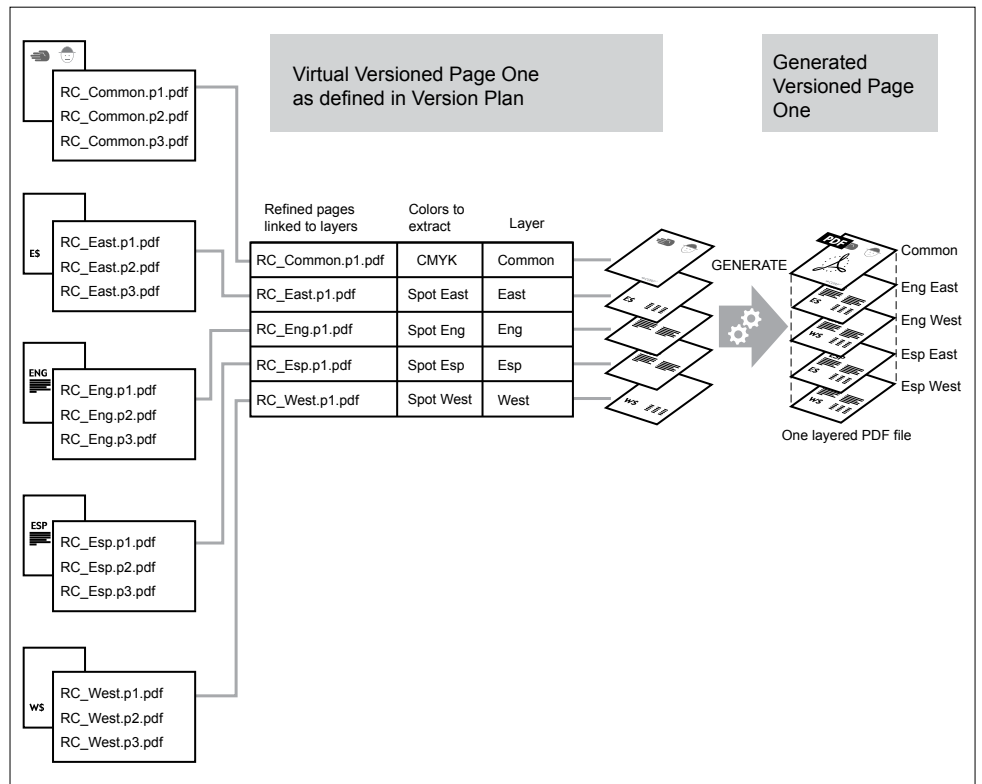 Virtual Versioned Page One
as defined in Version Plan
Generated
Versioned Page
One
RC_Common.p1.pdf
RC_Common.p2.pdf
RC_Common.p3.pdf
E$
RC_East.p1.pdf
RC_East.p2.pdf
RC_East.p3.pdf
ENG
RC_Eng.p1.pdf
RC_Eng.p2.pdf
RC_Eng.p3.pdf
ESP
RC_Esp.p1.pdf
RC_Esp.p2.pdf
RC_Esp.p3.pdf
W$
RC_West.p1.pdf
RC_West.p2.pdf
RC_West.p3.pdf
Refined pages
linked to layers
Colors to
extract
Layer
RC_Common.p1.pdf CMYK Common
RC_East.p1.pdf Spot East East
RC_Eng.p1.pdf Spot Eng Eng
RC_Esp.p1.pdf Spot Esp Esp
RC_West.p1.pdf Spot West West
E$
W$
GENERATE
PDF
Common
E$
Eng East
W$
Eng West
E$
Esp East
W$
Esp West
One layered PDF file